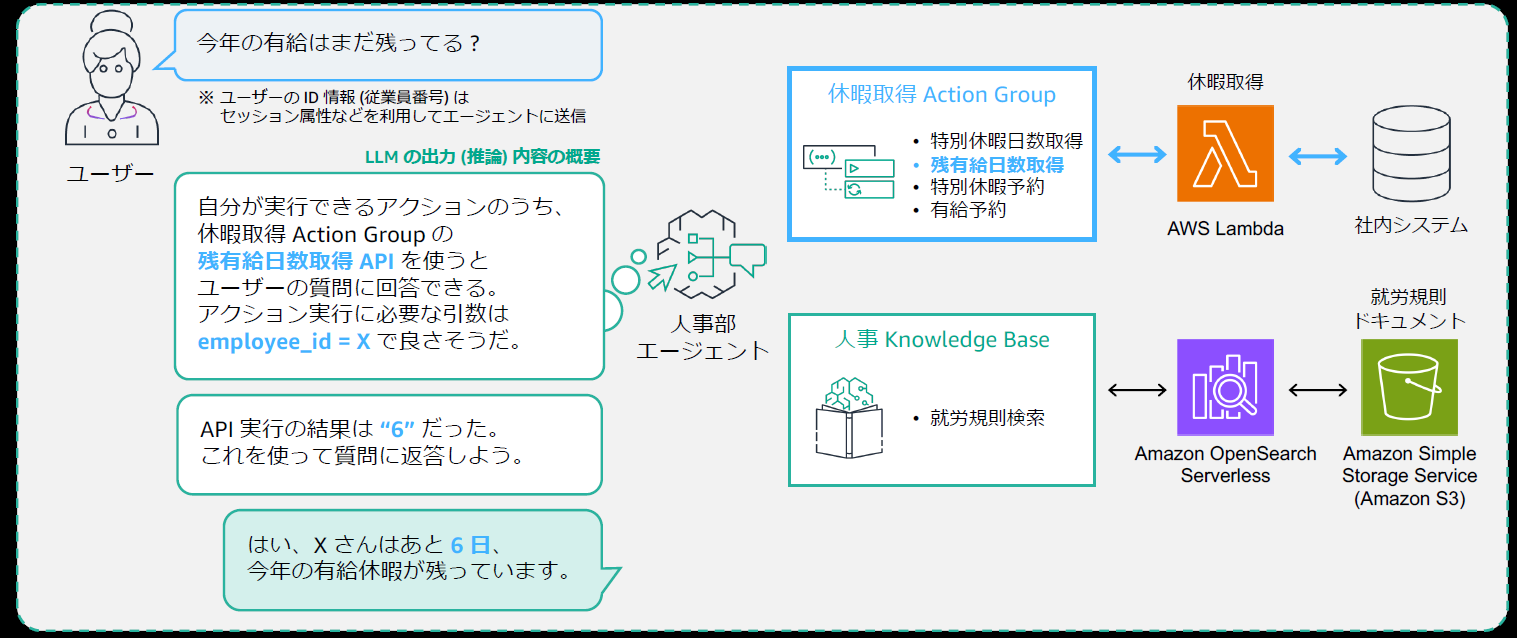 今年の有給はまだ残ってる？
※ ユーザーの ID 情報 (従業員番号) は
セッション属性などを利用してエージェントに送信
ユーザー
LLM の出力 (推論) 内容の概要
自分が実行できるアクションのうち、
休暇取得 Action Group の
残有給日数取得 API を使うと
ユーザーの質問に回答できる。
アクション実行に必要な引数は
employee_id = X で良さそうだ。
API 実行の結果は “6” だった。
これを使って質問に返答しよう。
はい、X さんはあと 6 日、
今年の有給休暇が残っています。
人事部
エージェント
休暇取得 Action Group
• 特別休暇日数取得
• 残有給日数取得
• 特別休暇予約
• 有給予約
休暇取得
AWS Lambda
社内システム
人事 Knowledge Base
• 就労規則検索
Amazon OpenSearch
Serverless
就労規則
ドキュメント
Amazon Simple
Storage Service
(Amazon S3)